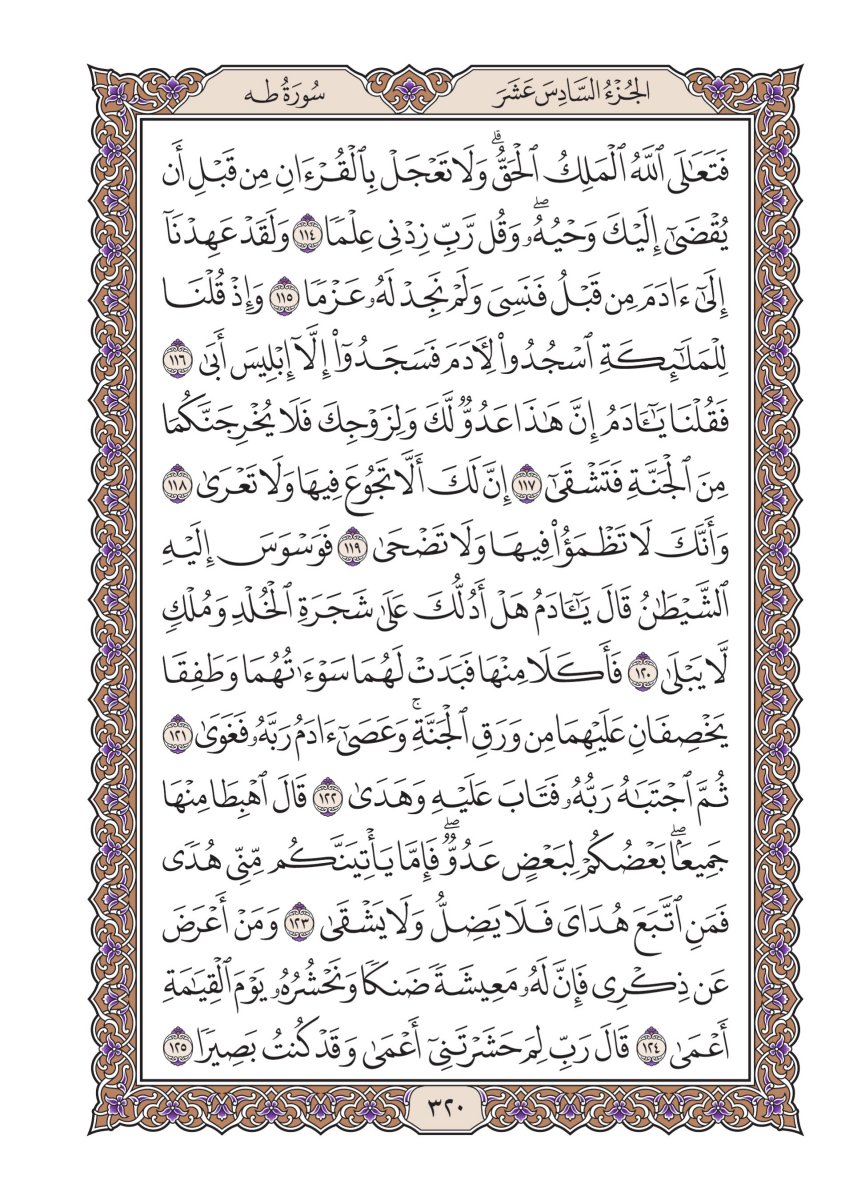 الجُزْءُ السَّادِسَ عَشَرَ
سُورَةُ طه
فَتَعَٰلَى ٱللَّهُ ٱلْمَلِكُ ٱلْحَقُّۗ وَلَا تَعْجَلْ بِٱلْقُرْءَانِ مِن قَبْلِ أَن
يُقْضَىٰٓ إِلَيْكَ وَحْيُهُۥۖ وَقُل رَّبِّ زِدْنِى عِلْمًا ١١٤ وَلَقَدْ عَهِدْنَآ
إِلَىٰٓ ءَادَمَ مِن قَبْلُ فَنَسِىَ وَلَمْ نَجِدْ لَهُۥ عَزْمًا ١١٥ وَإِذْ قُلْنَا
لِلْمَلَٰٓئِكَةِ ٱسْجُدُوا۟ لِءَادَمَ فَسَجَدُوٓا۟ إِلَّآ إِبْلِيسَ أَبَىٰ ١١٦
فَقُلْنَا يَٰٓـَٔادَمُ إِنَّ هَٰذَا عَدُوٌّ لَّكَ وَلِزَوْجِكَ فَلَا يُخْرِجَنَّكُمَا
مِنَ ٱلْجَنَّةِ فَتَشْقَىٰٓ ١١٧ إِنَّ لَكَ أَلَّا تَجُوعَ فِيهَا وَلَا تَعْرَىٰ ١١٨
وَأَنَّكَ لَا تَظْمَؤُا۟ فِيهَا وَلَا تَضْحَىٰ ١١٩ فَوَسْوَسَ إِلَيْهِ
ٱلشَّيْطَٰنُ قَالَ يَٰٓـَٔادَمُ هَلْ أَدُلُّكَ عَلَىٰ شَجَرَةِ ٱلْخُلْدِ وَمُلْكٍ
لَّا يَبْلَىٰ ١٢٠ فَأَكَلَا مِنْهَا فَبَدَتْ لَهُمَا سَوْءَٰتُهُمَا وَطَفِقَا
يَخْصِفَانِ عَلَيْهِمَا مِن وَرَقِ ٱلْجَنَّةِۚ وَعَصَىٰٓ ءَادَمُ رَبَّهُۥ فَغَوَىٰ ١٢١
ثُمَّ ٱجْتَبَٰهُ رَبُّهُۥ فَتَابَ عَلَيْهِ وَهَدَىٰ ١٢٢ قَالَ ٱهْبِطَا مِنْهَا
جَمِيعًۢاۖ بَعْضُكُمْ لِبَعْضٍ عَدُوٌّۖ فَإِمَّا يَأْتِيَنَّكُم مِّنِّى هُدًى
فَمَنِ ٱتَّبَعَ هُدَاىَ فَلَا يَضِلُّ وَلَا يَشْقَىٰ ١٢٣ وَمَنْ أَعْرَضَ
عَن ذِكْرِى فَإِنَّ لَهُۥ مَعِيشَةً ضَنكًا وَنَحْشُرُهُۥ يَوْمَ ٱلْقِيَٰمَةِ
أَعْمَىٰ ١٢٤ قَالَ رَبِّ لِمَ حَشَرْتَنِىٓ أَعْمَىٰ وَقَدْ كُنتُ بَصِيرًا ١٢٥
٣٢٠